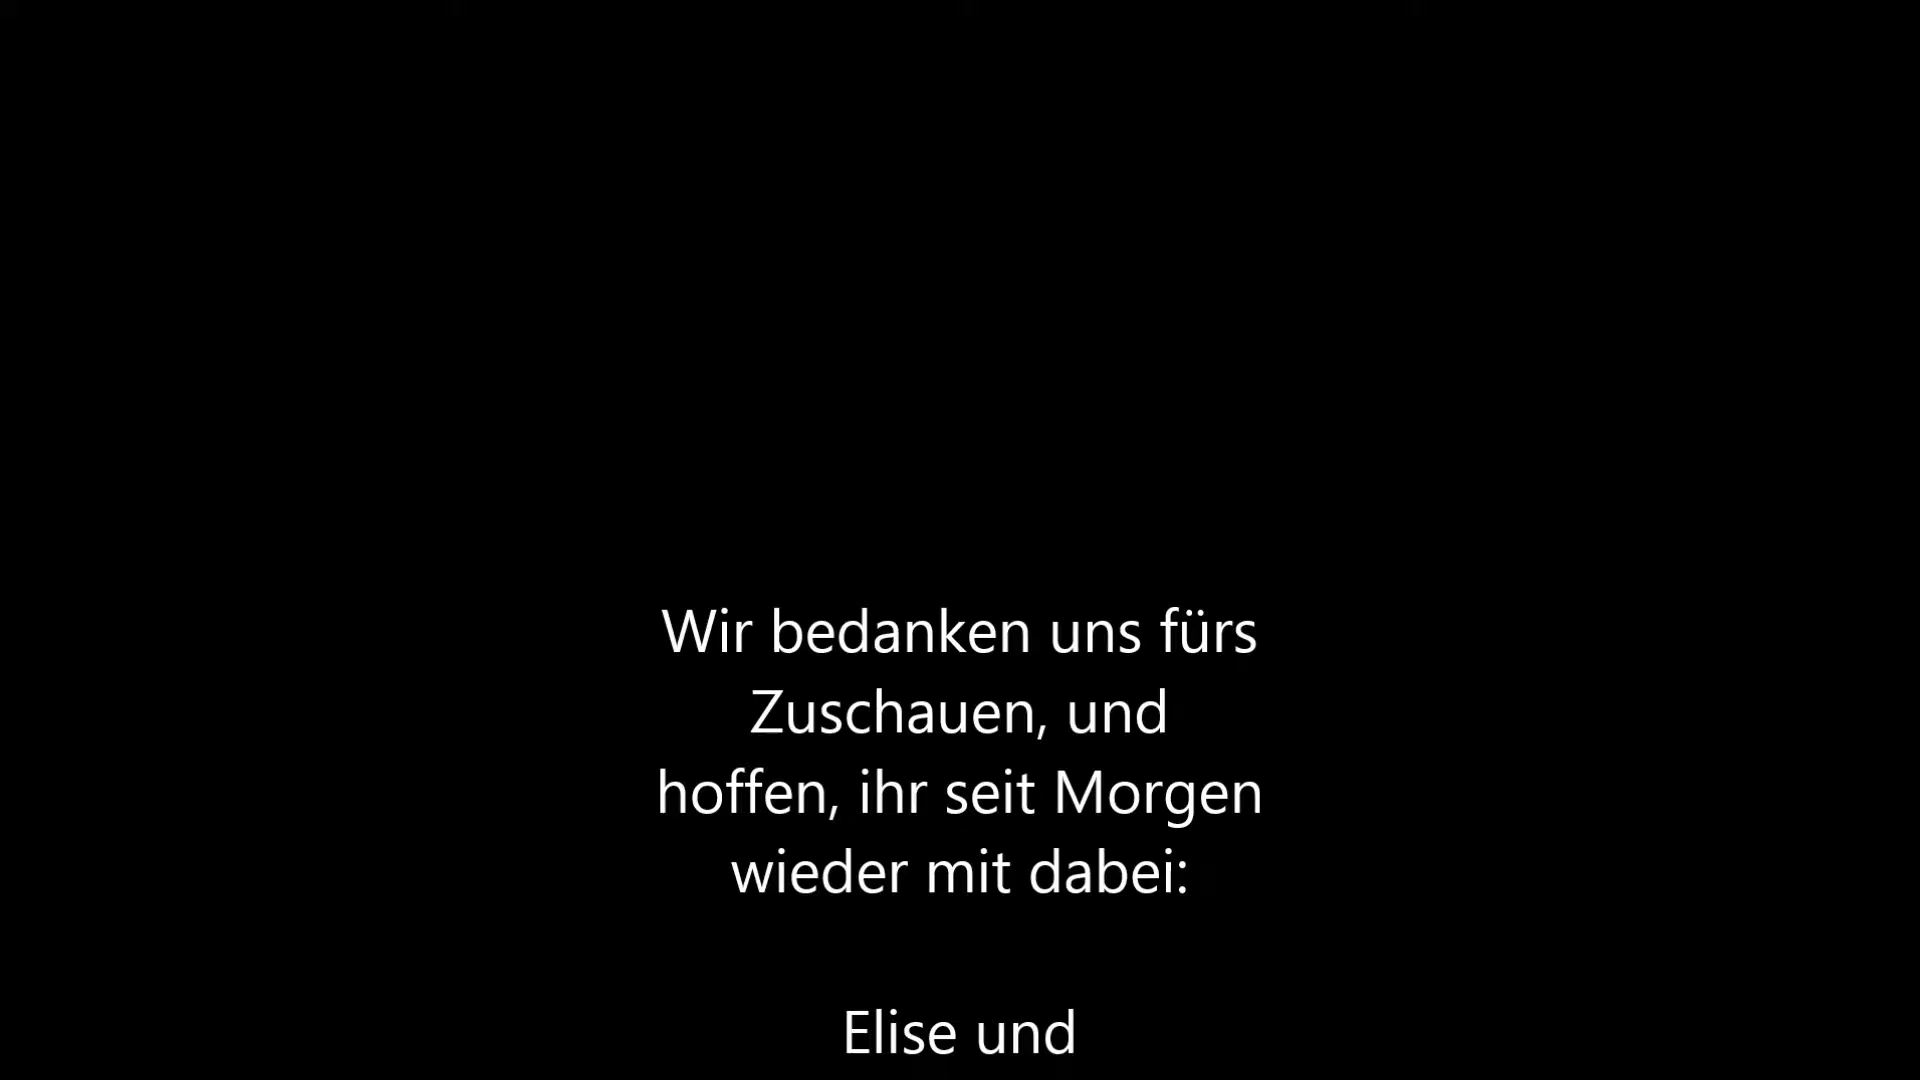 Wir bedanken uns fürs
Zuschauen, und
hoffen, ihr seit Morgen
wieder mit dabei:
Elise und